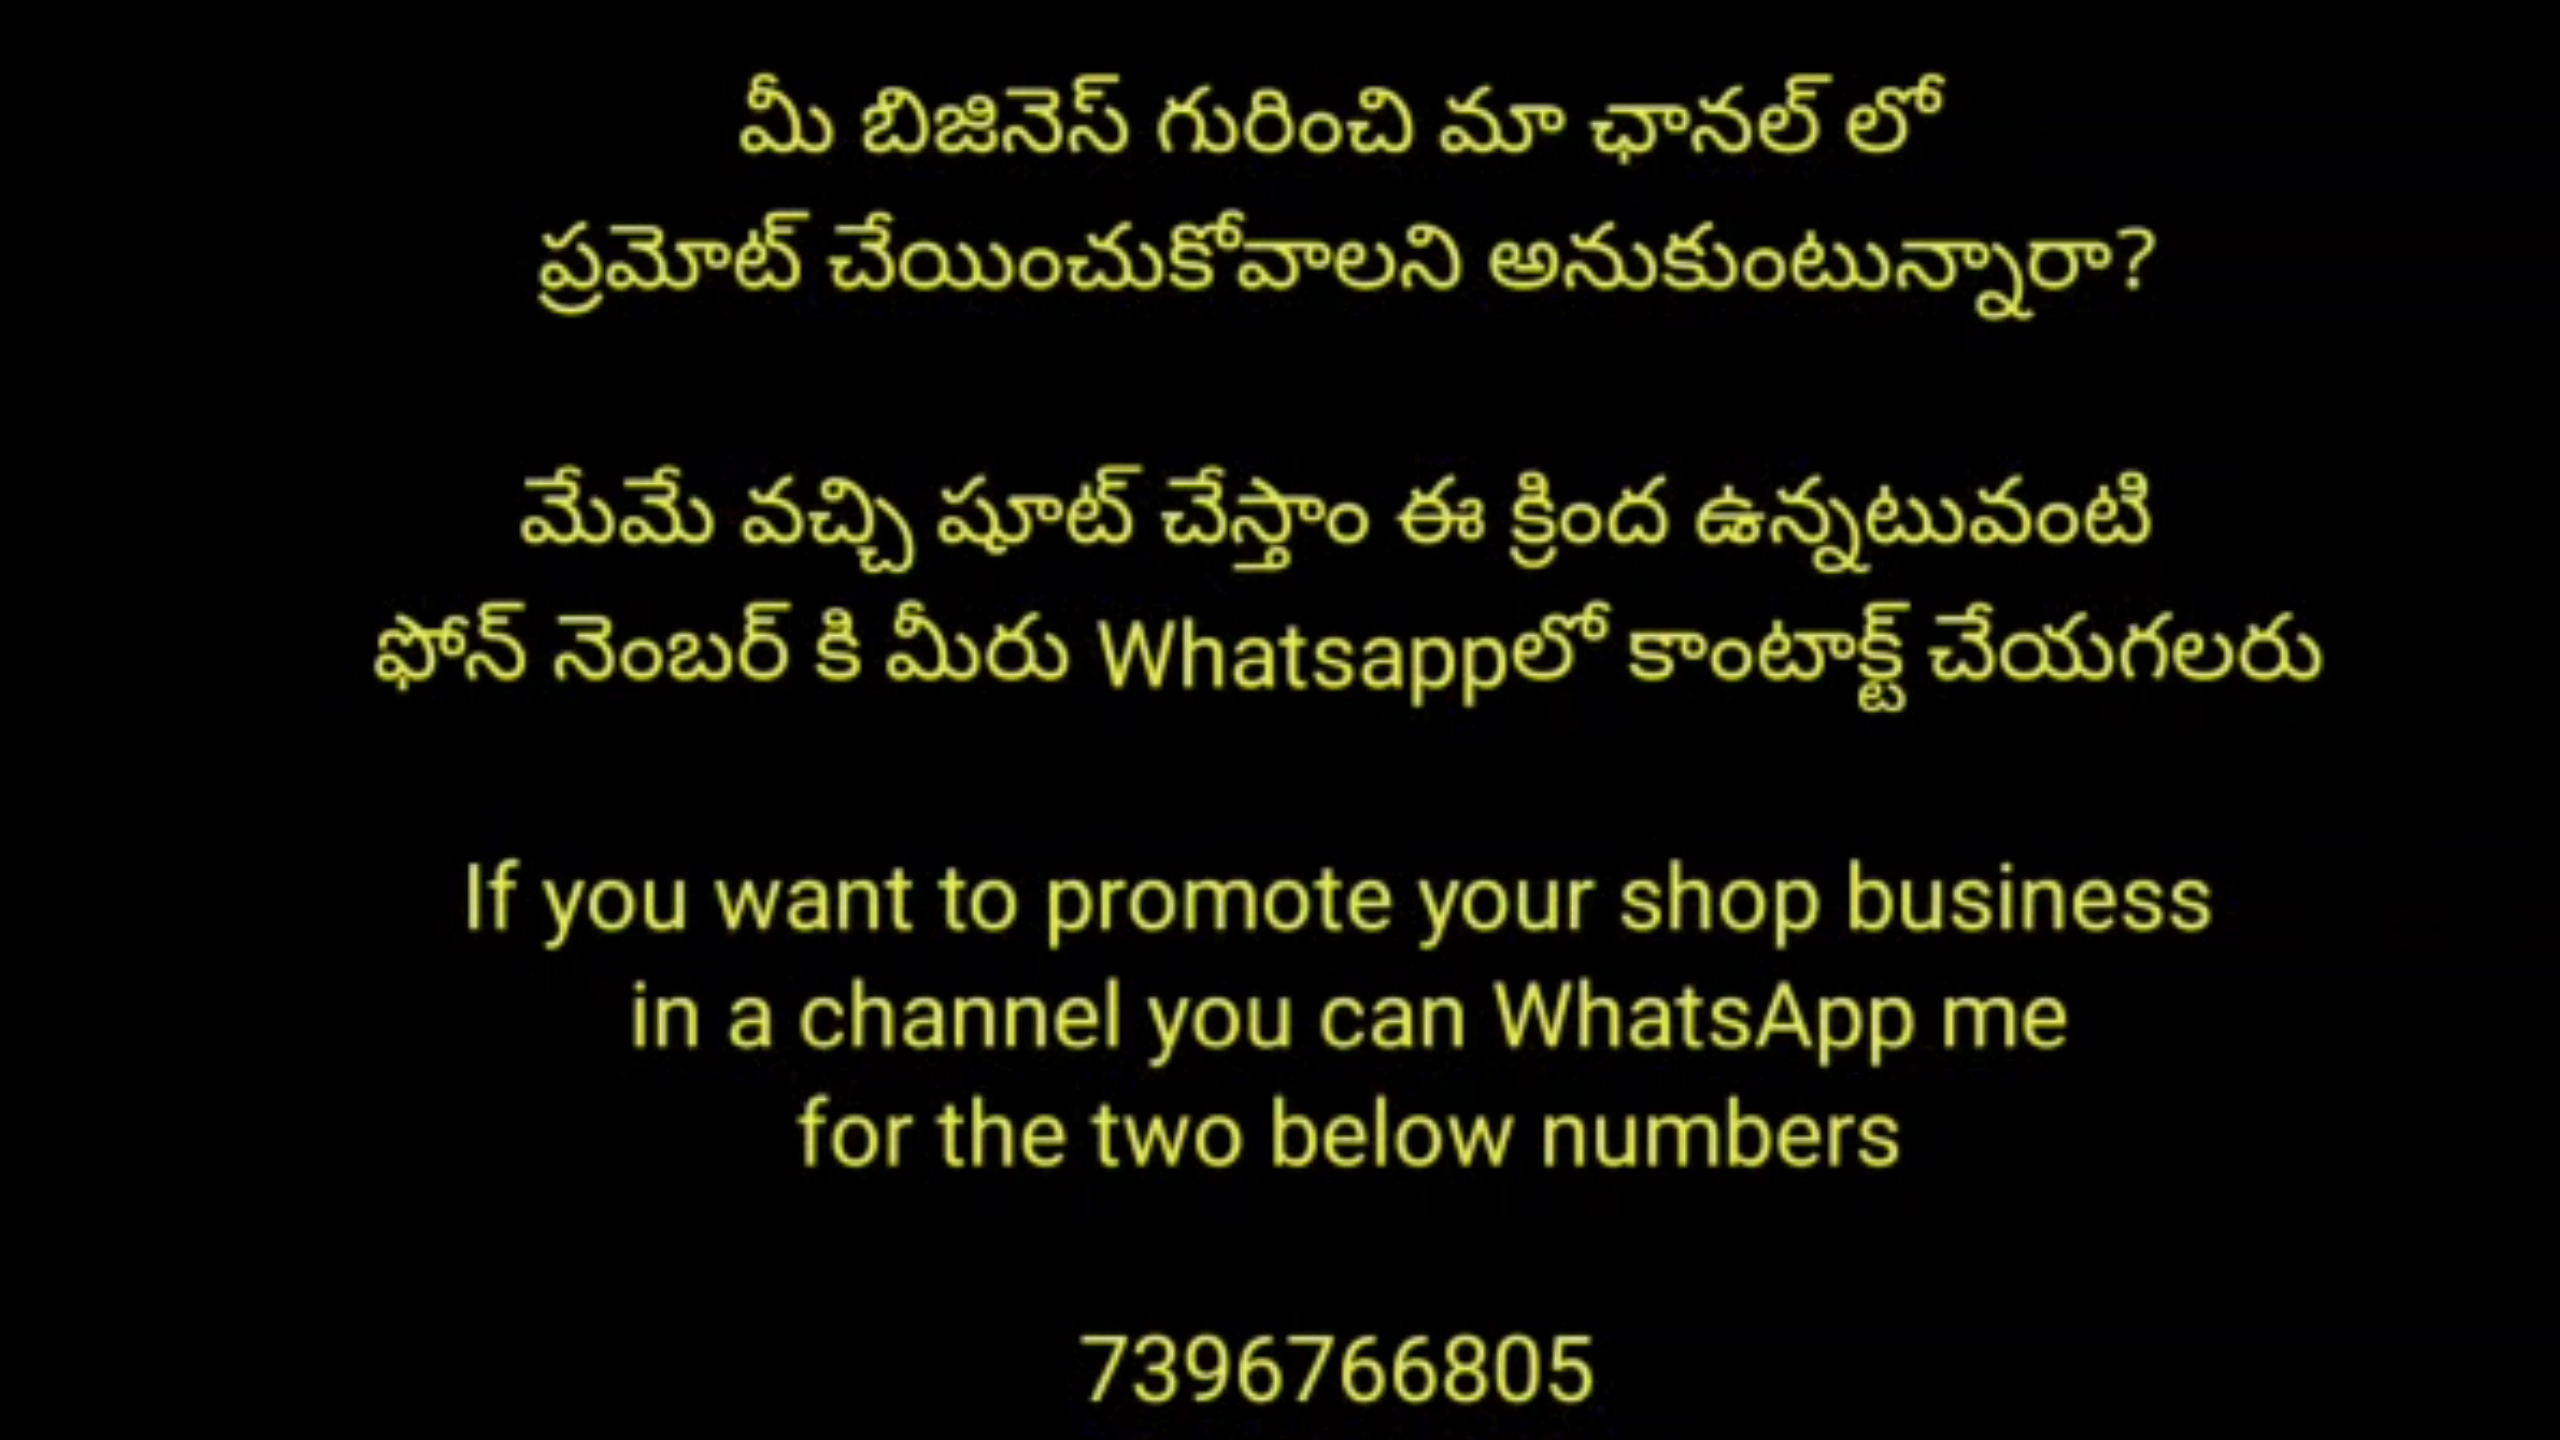 మీ బిజినెస్ గురించి మా ఛానల్ లో
ప్రమోట్ చేయించుకోవాలని అనుకుంటున్నారా?
మేమే వచ్చి షూట్ చేస్తాం ఈ క్రింద ఉన్నటువంటి
ఫోన్ నెంబర్ కి మీరు Whatsappలో కాంటాక్ట్ చేయగలరు
If you want to promote your shop business
in a channel you can WhatsApp me
for the two below numbers
7396766805